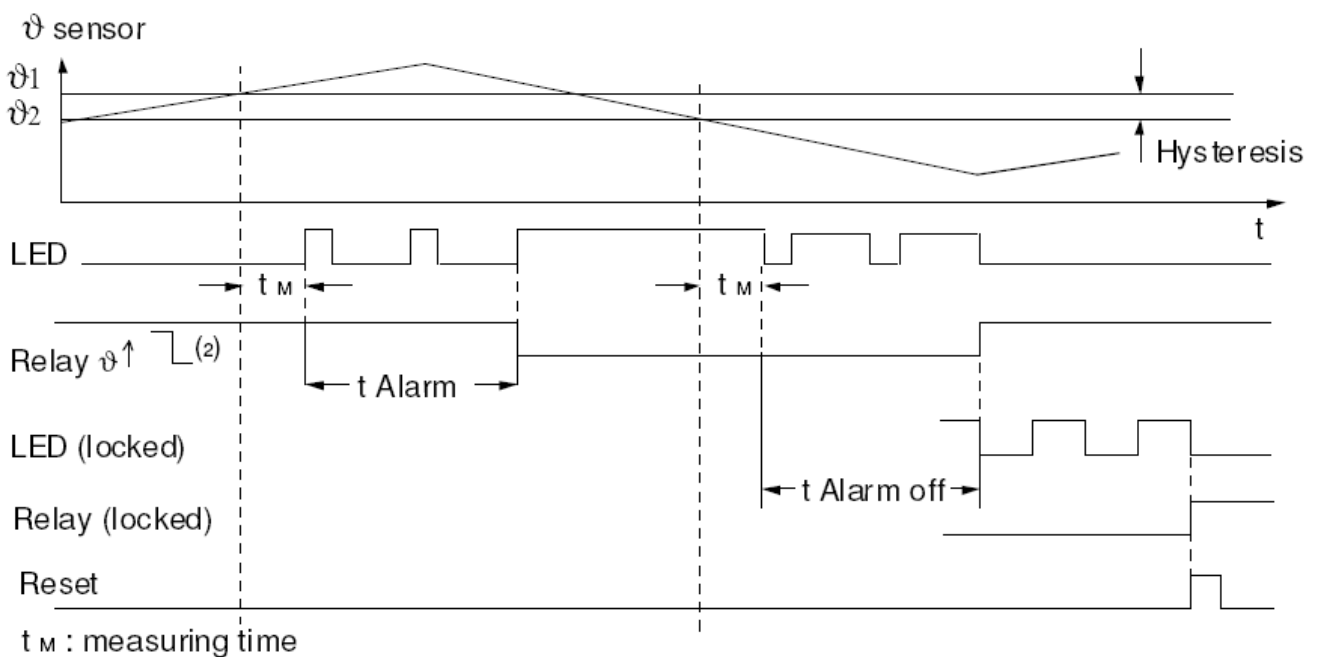 ϑ sensor
ϑ1
ϑ2
Hysteresis
t
LED
t M
t M
Relay ϑ↑
(2)
t Alarm
LED (locked)
t Alarm off
Relay (locked)
Reset
t M : measuring time